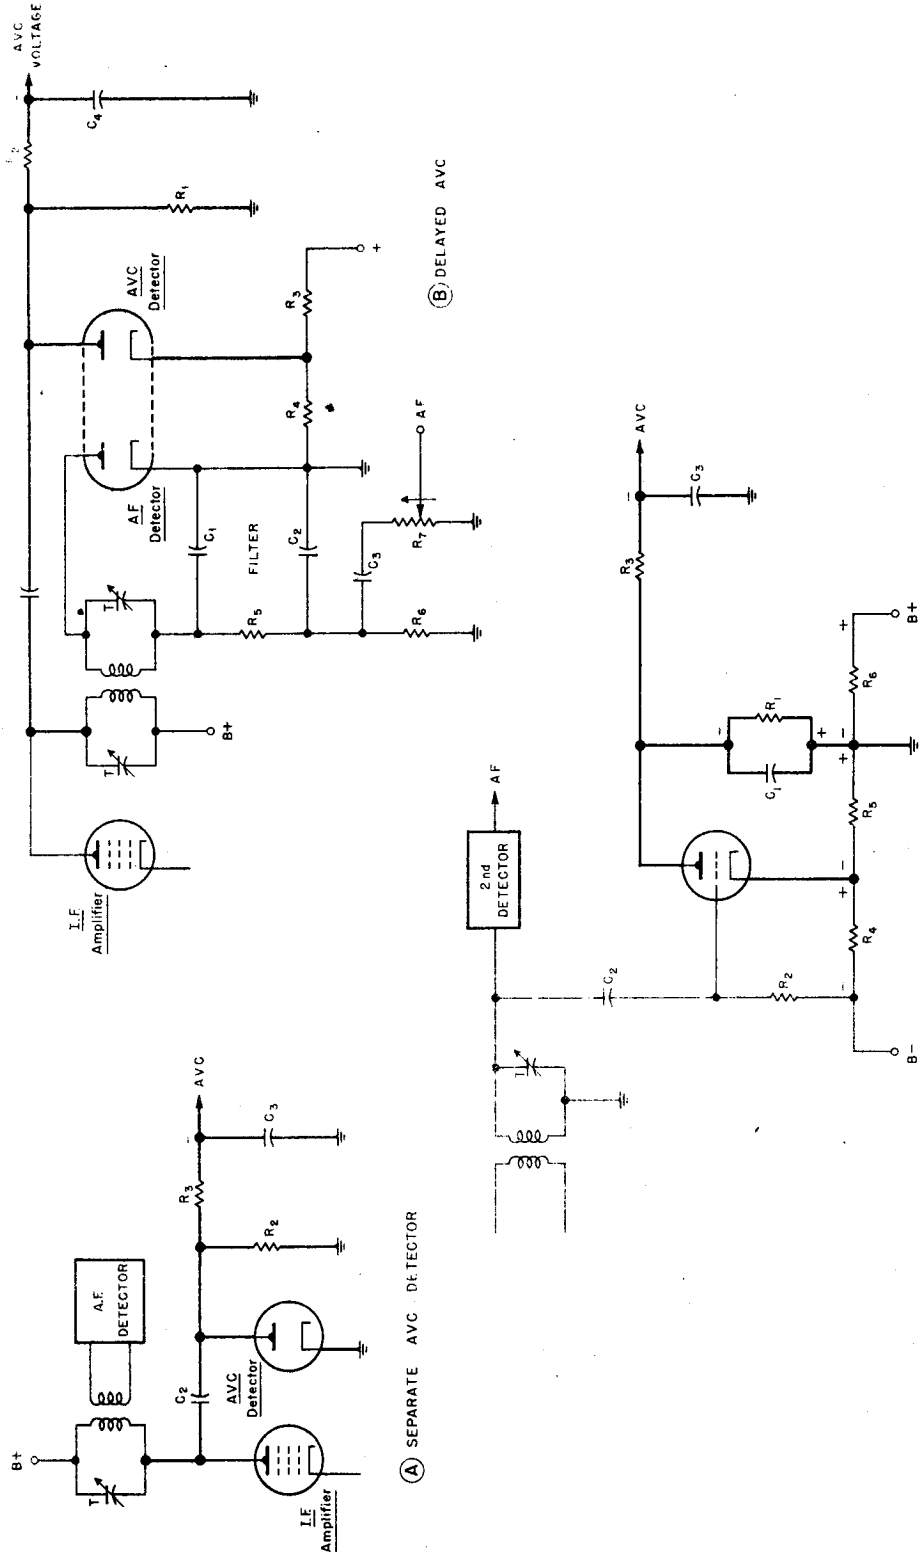 B+
T
A.F.
DETECTOR
C2
AVC
Detector
R3
AVC
-
R2
C3
I.F.
Amplifier
(A) SEPARATE AVC DETECTOR
I.F.
Amplifier
T
T
B+
AF
Detector
AVC
Detector
R1
AVC
VOLTAGE
-
C4
C1
FILTER
R5
C2
R4
R3
+
C3
R6
R7
AF
(B) DELAYED AVC
T
2nd
DETECTOR
AF
C2
R2
R3
-
AVC
C3
-
C1
R1
+
B-
-
R4
+
-
R5
+
-
R6
+
B+